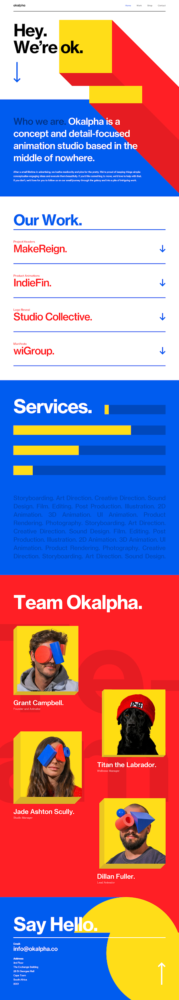 okalpha
Home Work Shop Contact
Hey.
We're ok.
Who we are. Okalpha is a
concept and detail-focused
animation studio based in the
middle of nowhere.
After a small lifetime in advertising, we loathe mediocrity and pine for the pretty. We're proud of keeping things simple:
conceptualise engaging ideas and execute them beautifully. If you'd like something to move, we'd love to help with that.
If you don't, we'd love for you to follow us on our small journey through the galaxy and into a pile of intriguing work.
Our Work.
Project Headers
MakeReign.
Product Animations
IndieFin.
Logo Reveal
Studio Collective.
Manifesto
wiGroup.
Services.
Storyboarding. Art Direction. Creative Direction. Sound
Design. Film. Editing. Post Production. Illustration. 2D
Animation. 3D Animation. UI Animation. Product
Rendering. Photography. Storyboarding. Art Direction.
Creative Direction. Sound Design. Film. Editing. Post
Production. Illustration. 2D Animation. 3D Animation. UI
Animation. Product Rendering. Photography. Creative
Direction. Storyboarding. Art Direction. Sound Design.
Team Okalpha.
Te-
am
Grant Campbell.
Founder and Animator
Duff
Titan the Labrador.
Wellness Manager
Jade Ashton Scully.
Studio Manager
Dillan Fuller.
Lead Animator
Say Hello.
Email:
info@okalpha.co
Address:
3rd Floor
The Exchange Building
28 St Georges Mall
Cape Town
South Africa
8001